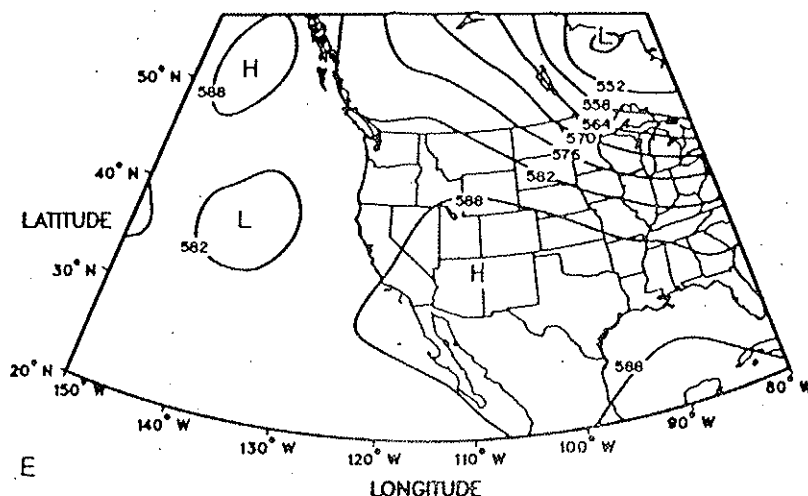 L
50° N
H
588
552
558
564
570
576
40° N
582
588
LATITUDE
L
582
30° N
H
588
20° N
150° W
80° W
140° W
90° W
130° W
100° W
120° W
110° W
E
LONGITUDE